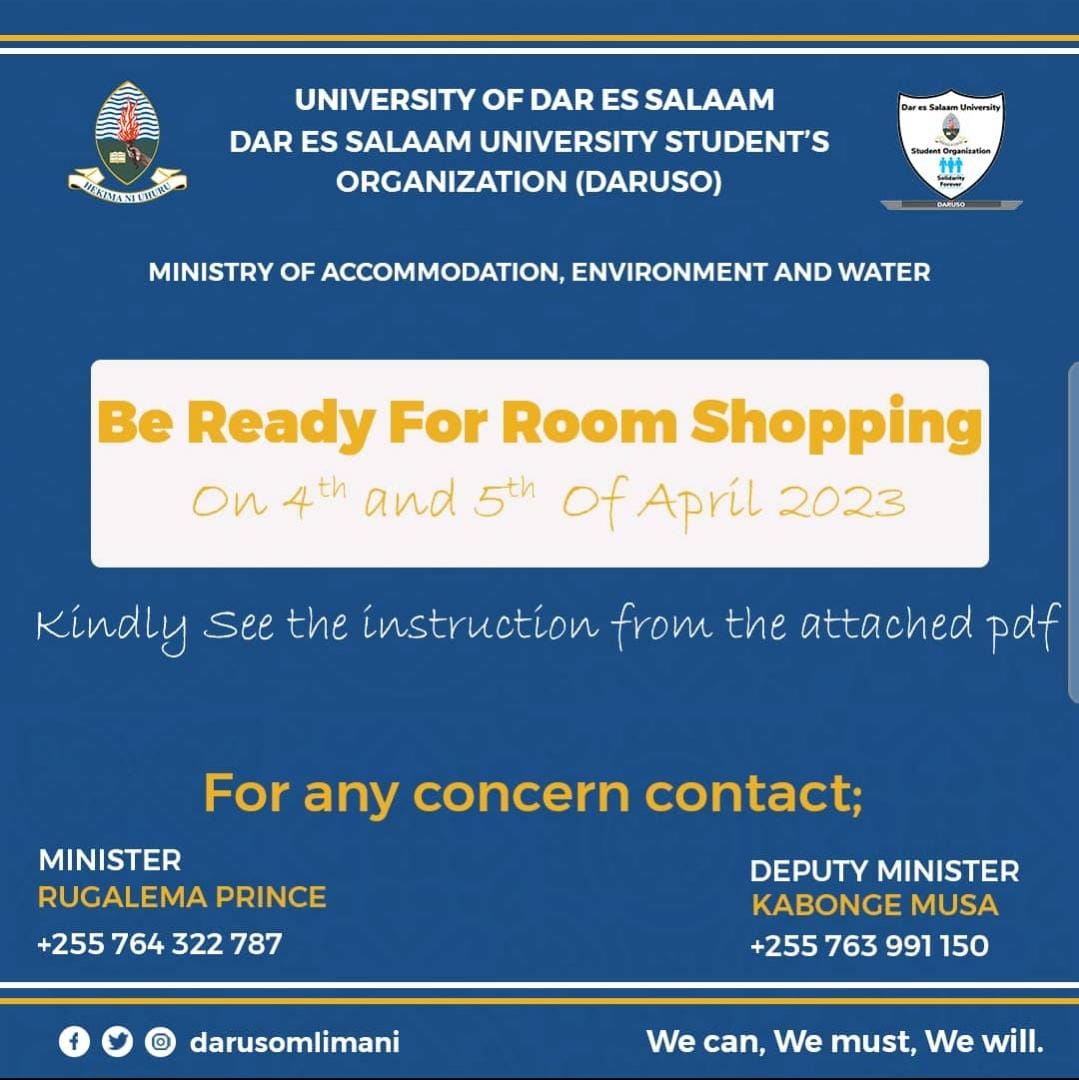 UNIVERSITY OF DAR ES SALAAM
DAR ES SALAAM UNIVERSITY STUDENT'S
ORGANIZATION (DARUSO)
HEKIMA NI UHURU
Dar es Salaam University
Student Organization
Solidarity
Forever
DARUSO
MINISTRY OF ACCOMMODATION, ENVIRONMENT AND WATER
Be Ready For Room Shopping
On 4th and 5th Of April 2023
Kindly See the instruction from the attached pdf
For any concern contact;
MINISTER
RUGALEMA PRINCE
+255 764 322 787
DEPUTY MINISTER
KABONGE MUSA
+255 763 991 150
darusomlimani
We can, We must, We will.